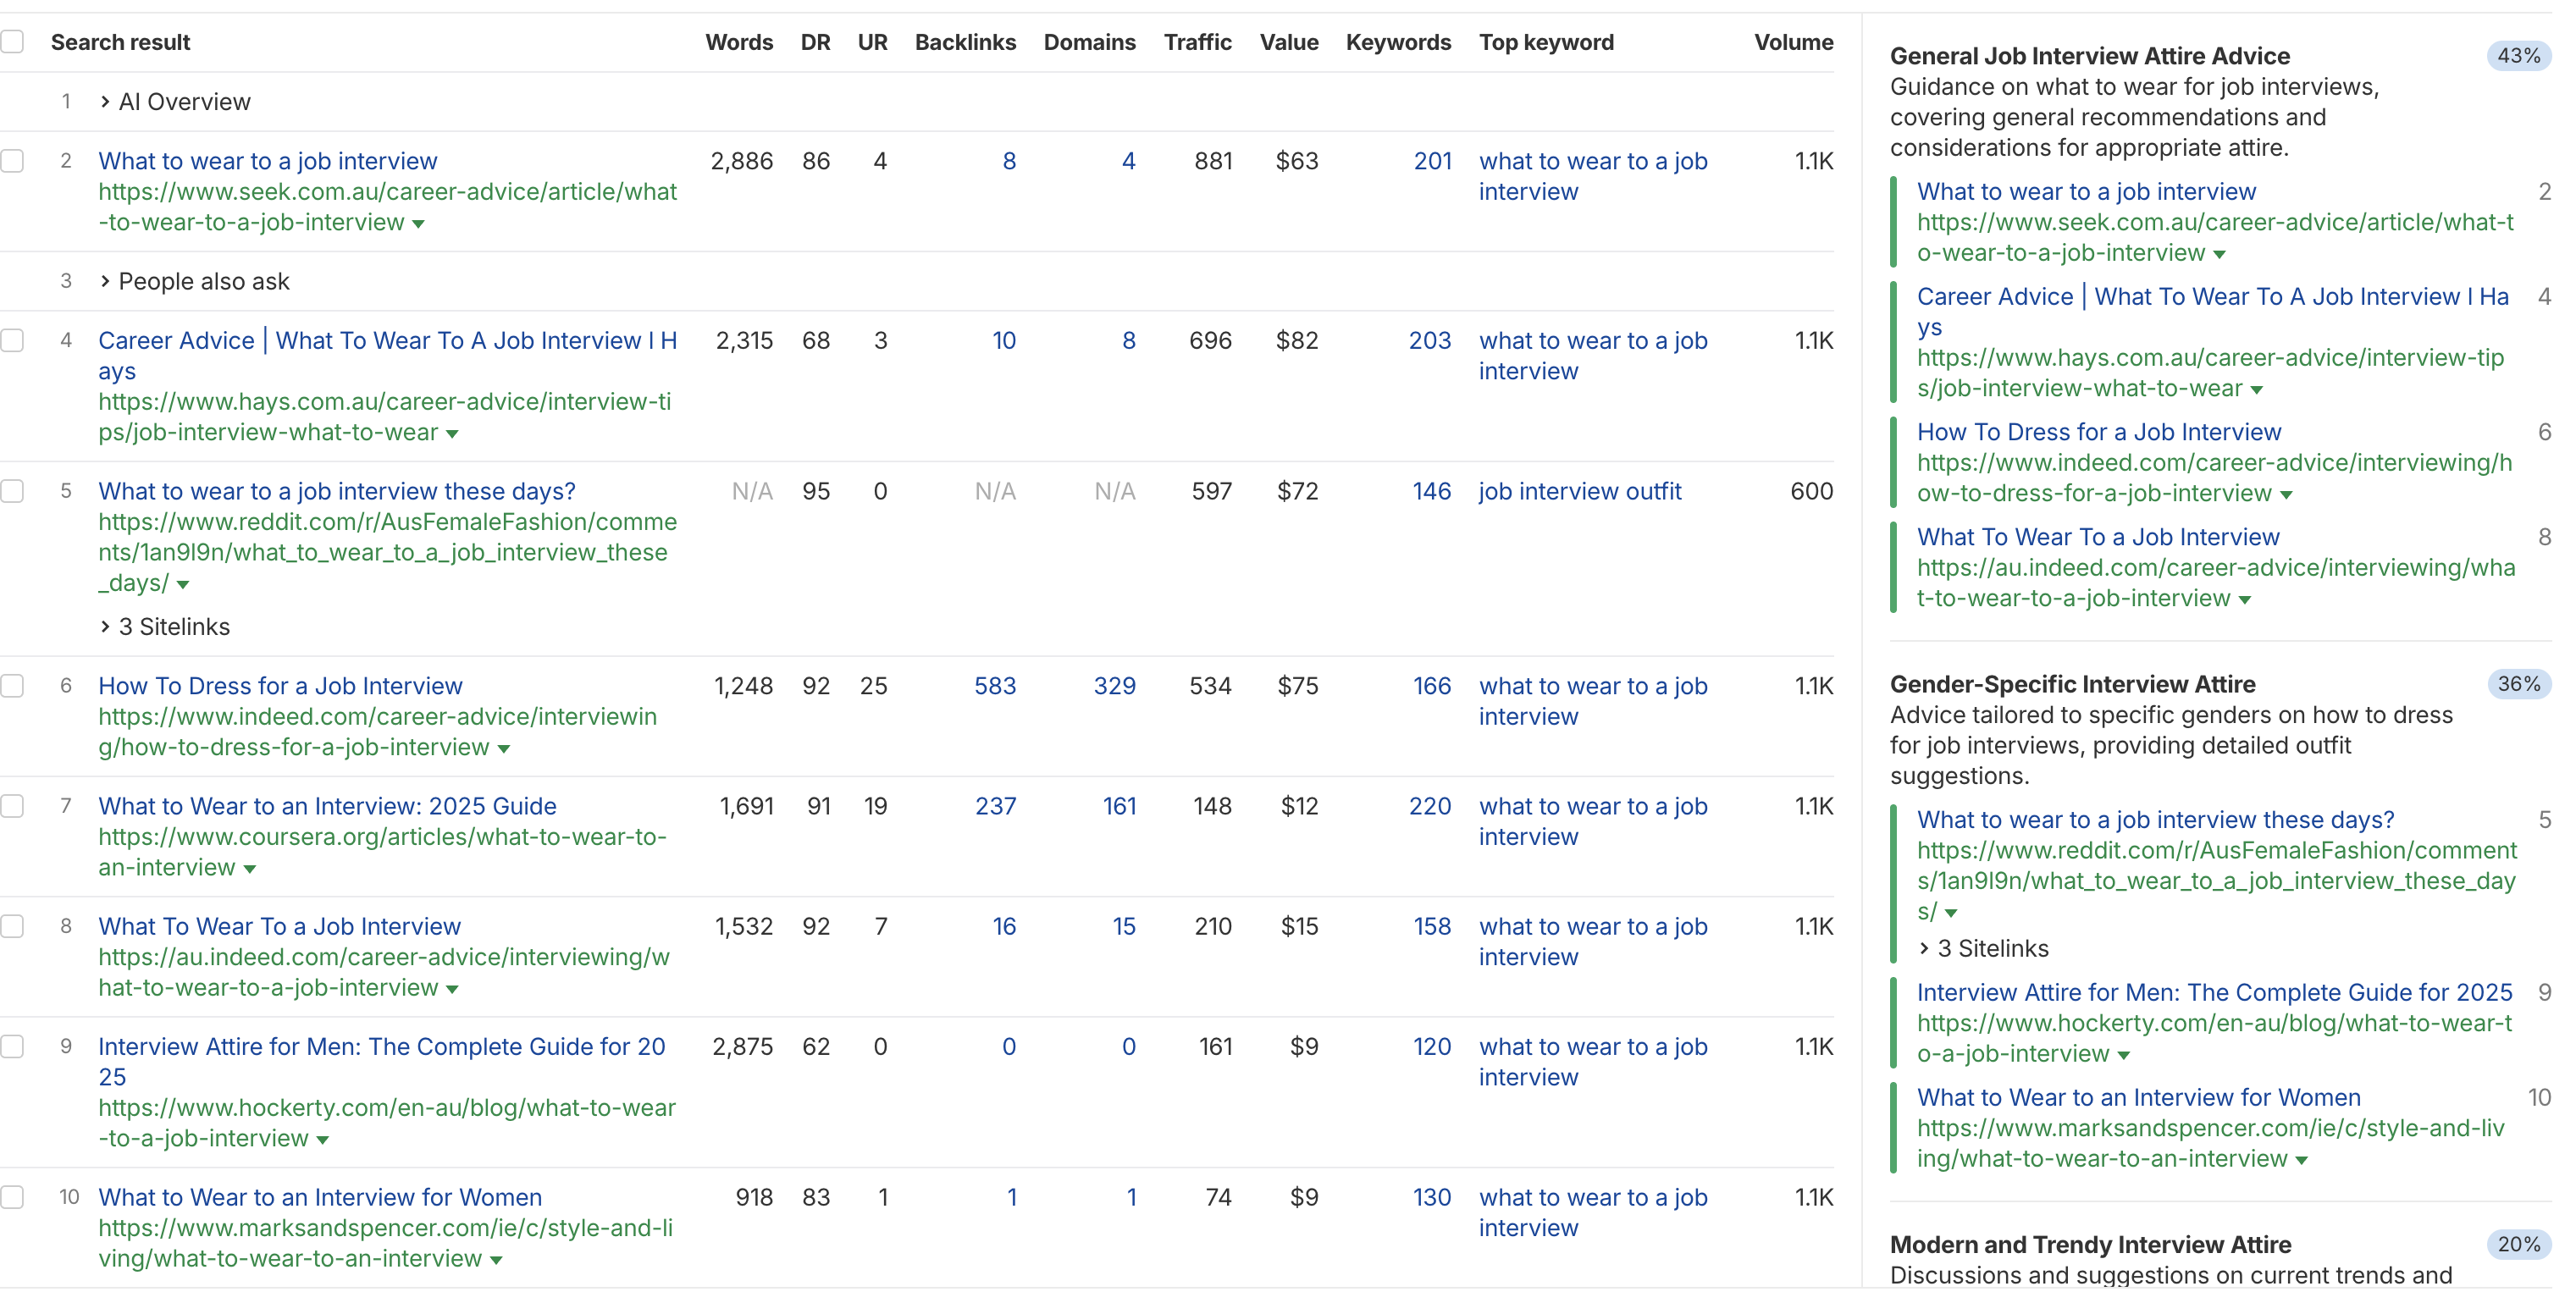 Search result Words DR UR Backlinks Domains Traffic Value Keywords Top keyword Volume
1 AI Overview
2 What to wear to a job interview 2,886 86 4 8 4 881 $63 201 what to wear to a job 1.1K
https://www.seek.com.au/career-advice/article/what interview
-to-wear-to-a-job-interview
3 People also ask
4 Career Advice | What To Wear To A Job Interview I H 2,315 68 3 10 8 696 $82 203 what to wear to a job 1.1K
ays interview
https://www.hays.com.au/career-advice/interview-ti
ps/job-interview-what-to-wear
5 What to wear to a job interview these days? N/A 95 0 N/A N/A 597 $72 146 job interview outfit 600
https://www.reddit.com/r/AusFemaleFashion/comme
nts/1an9l9n/what_to_wear_to_a_job_interview_these
_days/
3 Sitelinks
6 How To Dress for a Job Interview 1,248 92 25 583 329 534 $75 166 what to wear to a job 1.1K
https://www.indeed.com/career-advice/interviewin interview
g/how-to-dress-for-a-job-interview
7 What to Wear to an Interview: 2025 Guide 1,691 91 19 237 161 148 $12 220 what to wear to a job 1.1K
https://www.coursera.org/articles/what-to-wear-to- interview
an-interview
8 What To Wear To a Job Interview 1,532 92 7 16 15 210 $15 158 what to wear to a job 1.1K
https://au.indeed.com/career-advice/interviewing/w interview
hat-to-wear-to-a-job-interview
9 Interview Attire for Men: The Complete Guide for 20 2,875 62 0 0 0 161 $9 120 what to wear to a job 1.1K
25 interview
https://www.hockerty.com/en-au/blog/what-to-wear
-to-a-job-interview
10 What to Wear to an Interview for Women 918 83 1 1 1 74 $9 130 what to wear to a job 1.1K
https://www.marksandspencer.com/ie/c/style-and-li interview
ving/what-to-wear-to-an-interview
General Job Interview Attire Advice 43%
Guidance on what to wear for job interviews,
covering general recommendations and
considerations for appropriate attire.
What to wear to a job interview 2
https://www.seek.com.au/career-advice/article/what-t
o-wear-to-a-job-interview
Career Advice | What To Wear To A Job Interview I Ha 4
ys
https://www.hays.com.au/career-advice/interview-tip
s/job-interview-what-to-wear
How To Dress for a Job Interview 6
https://www.indeed.com/career-advice/interviewing/h
ow-to-dress-for-a-job-interview
What To Wear To a Job Interview 8
https://au.indeed.com/career-advice/interviewing/wha
t-to-wear-to-a-job-interview
Gender-Specific Interview Attire 36%
Advice tailored to specific genders on how to dress
for job interviews, providing detailed outfit
suggestions.
What to wear to a job interview these days? 5
https://www.reddit.com/r/AusFemaleFashion/comment
s/1an9l9n/what_to_wear_to_a_job_interview_these_day
s/
3 Sitelinks
Interview Attire for Men: The Complete Guide for 2025 9
https://www.hockerty.com/en-au/blog/what-to-wear-t
o-a-job-interview
What to Wear to an Interview for Women 10
https://www.marksandspencer.com/ie/c/style-and-liv
ing/what-to-wear-to-an-interview
Modern and Trendy Interview Attire 20%
Discussions and suggestions on current trends and